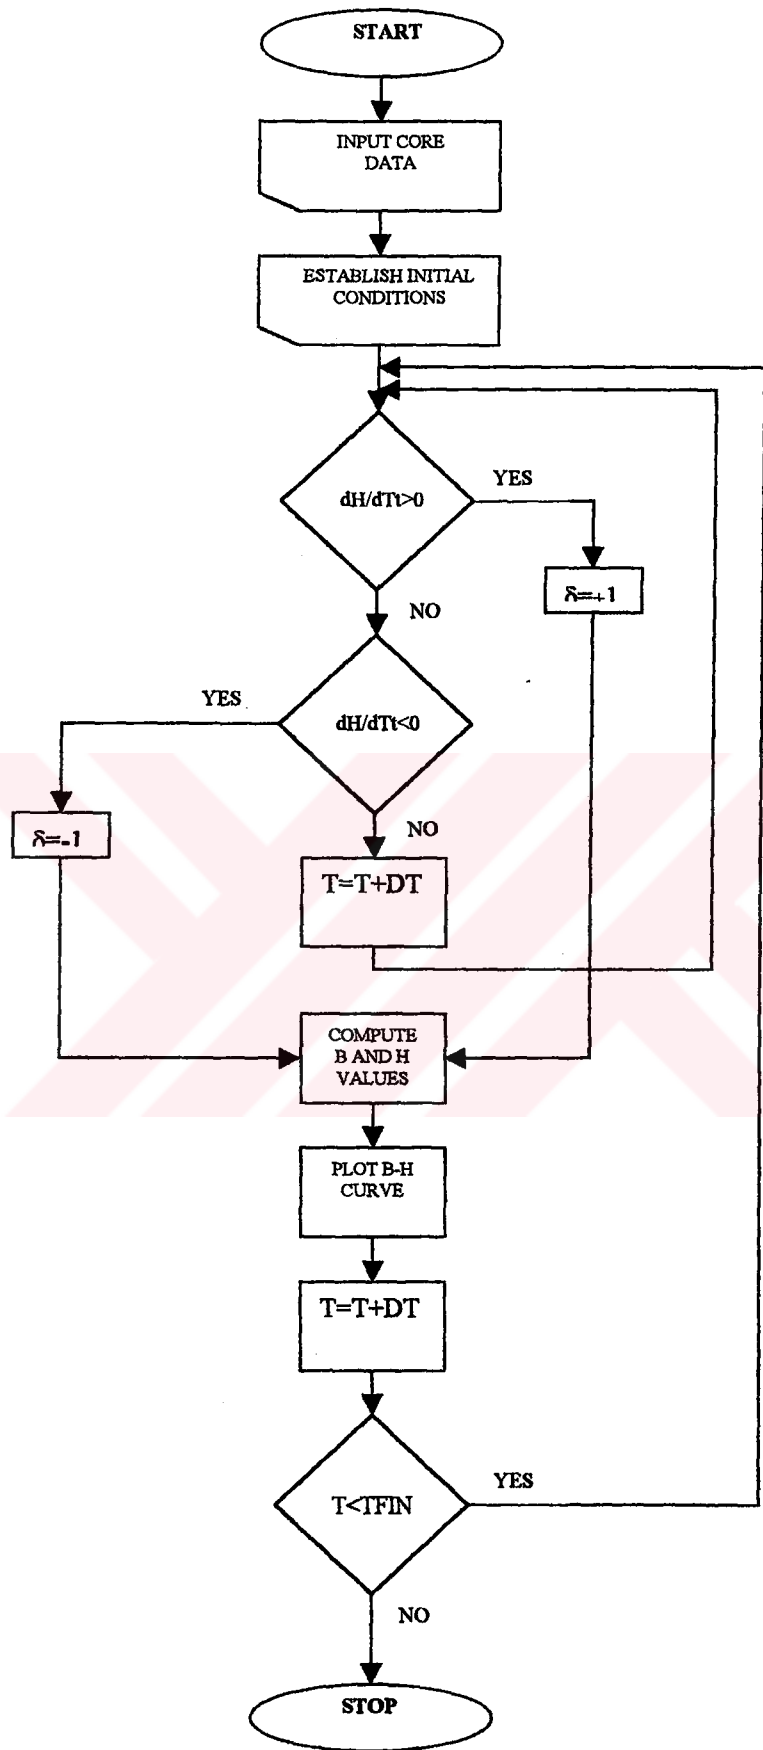 START
INPUT CORE
DATA
ESTABLISH INITIAL
CONDITIONS
dH/dTt>0
YES
δ=+1
NO
dH/dTt<0
YES
δ=-1
NO
T=T+DT
COMPUTE
B AND H
VALUES
PLOT B-H
CURVE
T=T+DT
T<TFIN
YES
NO
STOP